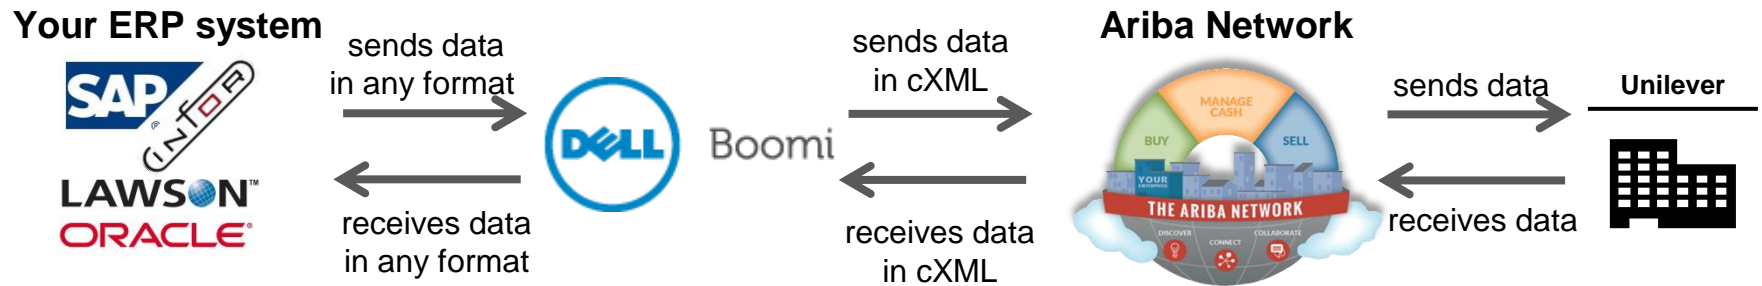 Your ERP system
SAP
infor
LAWSON™
ORACLE®
sends data
in any format
receives data
in any format
DELL
Boomi
sends data
in cXML
receives data
in cXML
Ariba Network
MANAGE
CASH
BUY
SELL
YOUR
ENTERPRISE
THE ARIBA NETWORK
DISCOVER
CONNECT
COLLABORATE
sends data
receives data
Unilever